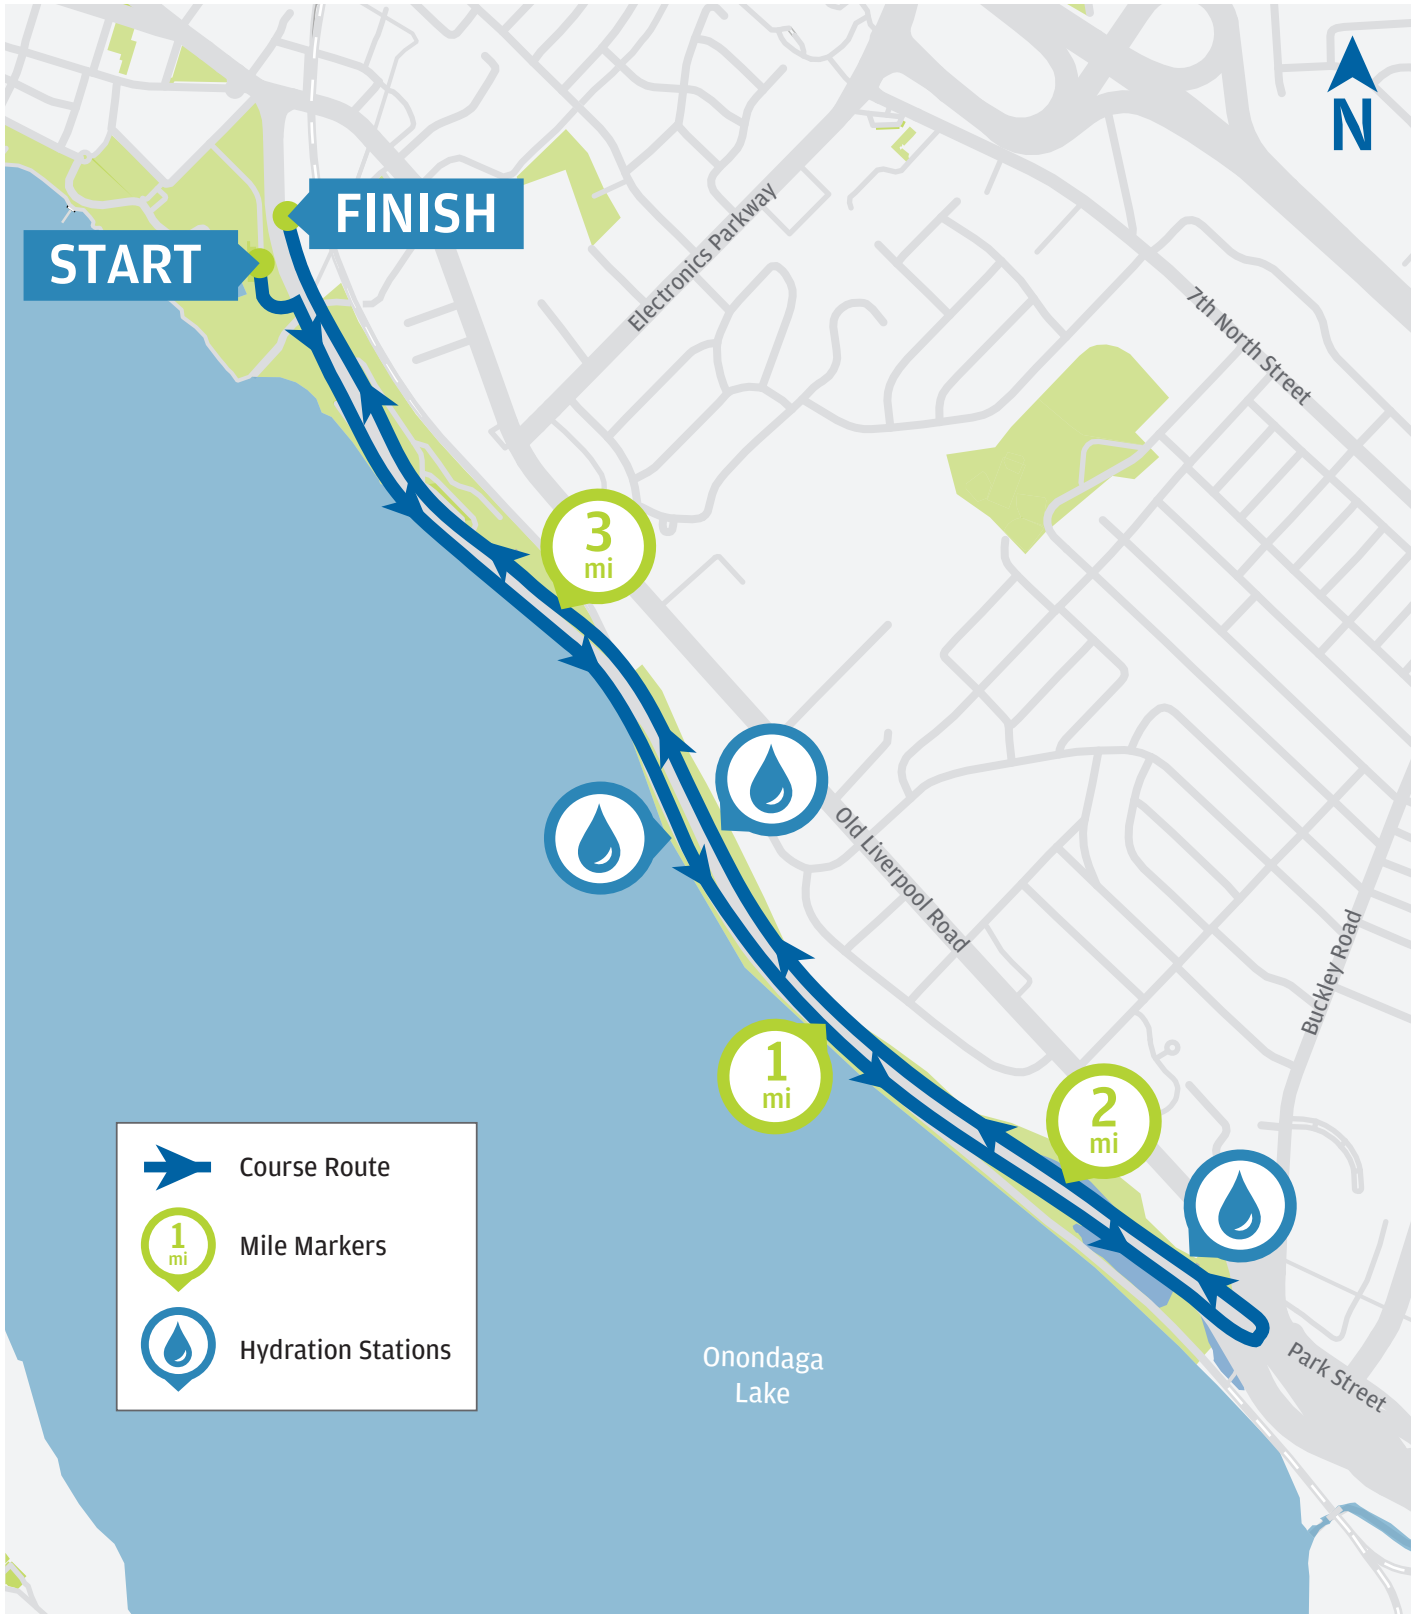 N
FINISH
START
Electronics Parkway
7th North Street
3
mi
Old Liverpool Road
Buckley Road
1
mi
2
mi
Course Route
1
mi
Mile Markers
Hydration Stations
Onondaga
Lake
Park Street